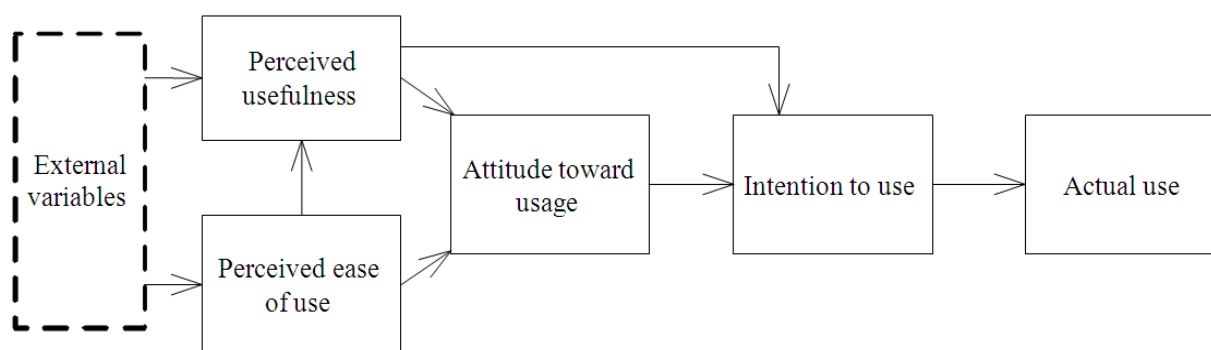 External
variables
Perceived
usefulness
Perceived ease
of use
Attitude toward
usage
Intention to use
Actual use